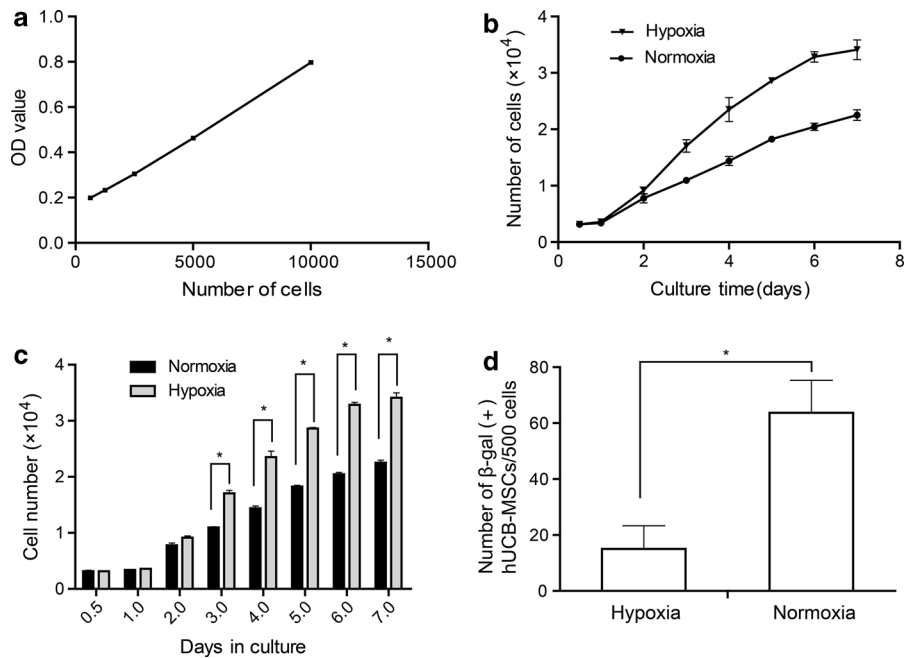 a
1.0
0.8
0.6
0.4
0.2
0.0
OD value
0
5000
10000
15000
Number of cells
b
Hypoxia
Normoxia
4
3
2
1
0
Number of cells (×10⁴)
0
2
4
6
8
Culture time (days)
c
Normoxia
Hypoxia
4
3
2
1
0
Cell number (×10⁴)
*
*
*
*
*
0.5
1.0
2.0
3.0
4.0
5.0
6.0
7.0
Days in culture
d
80
60
40
20
0
Number of β-gal (+)
hUCB-MSCs/500 cells
*
Hypoxia
Normoxia